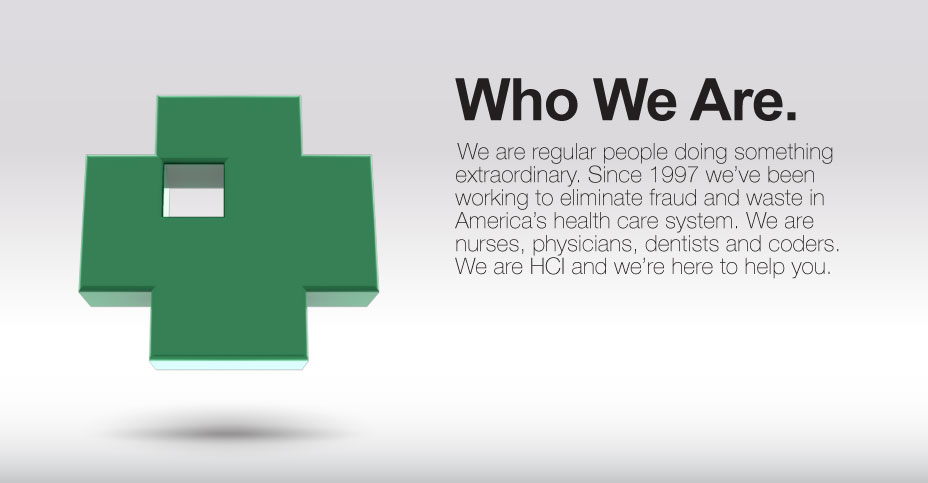 Who We Are.
We are regular people doing something
extraordinary. Since 1997 we’ve been
working to eliminate fraud and waste in
America’s health care system. We are
nurses, physicians, dentists and coders.
We are HCI and we’re here to help you.